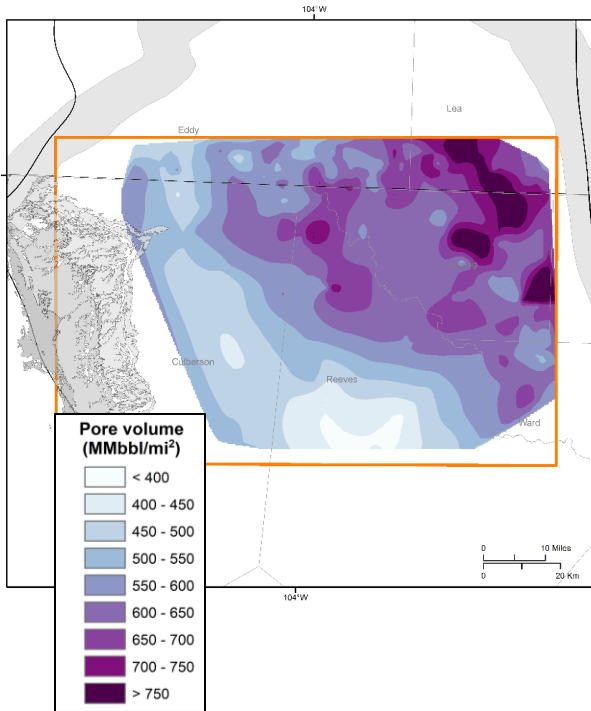 104° W
Lea
Eddy
Culberson
Reeves
Ward
Pore volume
(MMbbl/mi²)
< 400
400 - 450
450 - 500
500 - 550
550 - 600
600 - 650
650 - 700
700 - 750
> 750
0 10 Miles
0 20 Km
104°W